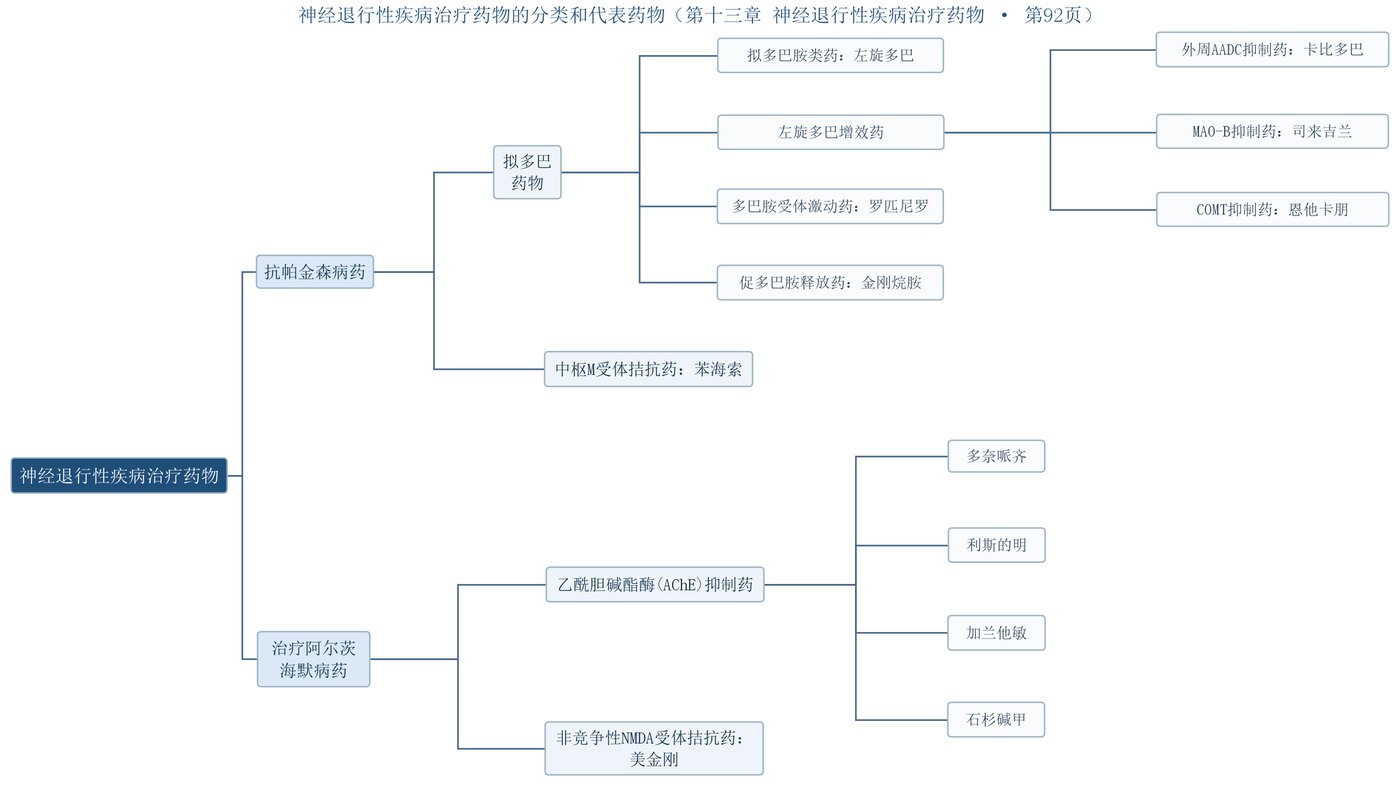 神经退行性疾病治疗药物的分类和代表药物（第十三章 神经退行性疾病治疗药物 • 第92页）
拟多巴胺类药：左旋多巴
外周AADC抑制药：卡比多巴
左旋多巴增效药
MAO-B抑制药：司来吉兰
拟多巴
药物
多巴胺受体激动药：罗匹尼罗
COMT抑制药：恩他卡朋
抗帕金森病药
促多巴胺释放药：金刚烷胺
中枢M受体拮抗药：苯海索
神经退行性疾病治疗药物
多奈哌齐
利斯的明
乙酰胆碱酯酶(AChE)抑制药
加兰他敏
治疗阿尔茨
海默病药
石杉碱甲
非竞争性NMDA受体拮抗药：
美金刚